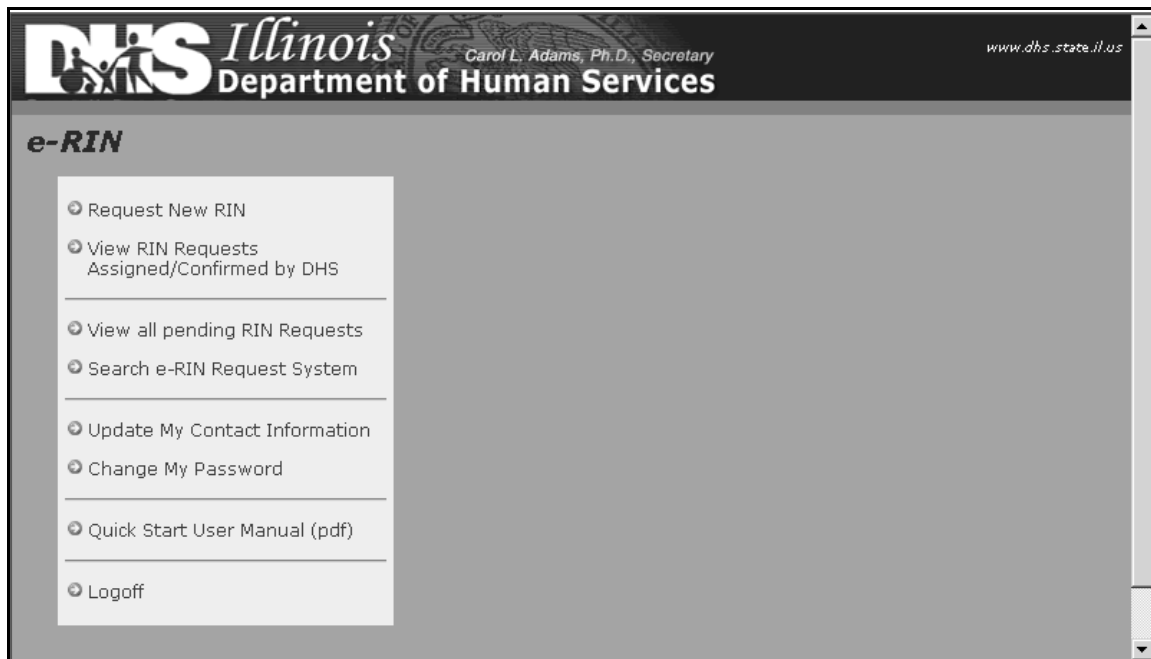 DHS Illinois Carol L. Adams, Ph.D., Secretary www.dhs.state.il.us
Department of Human Services
e-RIN
Request New RIN
View RIN Requests
Assigned/Confirmed by DHS
View all pending RIN Requests
Search e-RIN Request System
Update My Contact Information
Change My Password
Quick Start User Manual (pdf)
Logoff